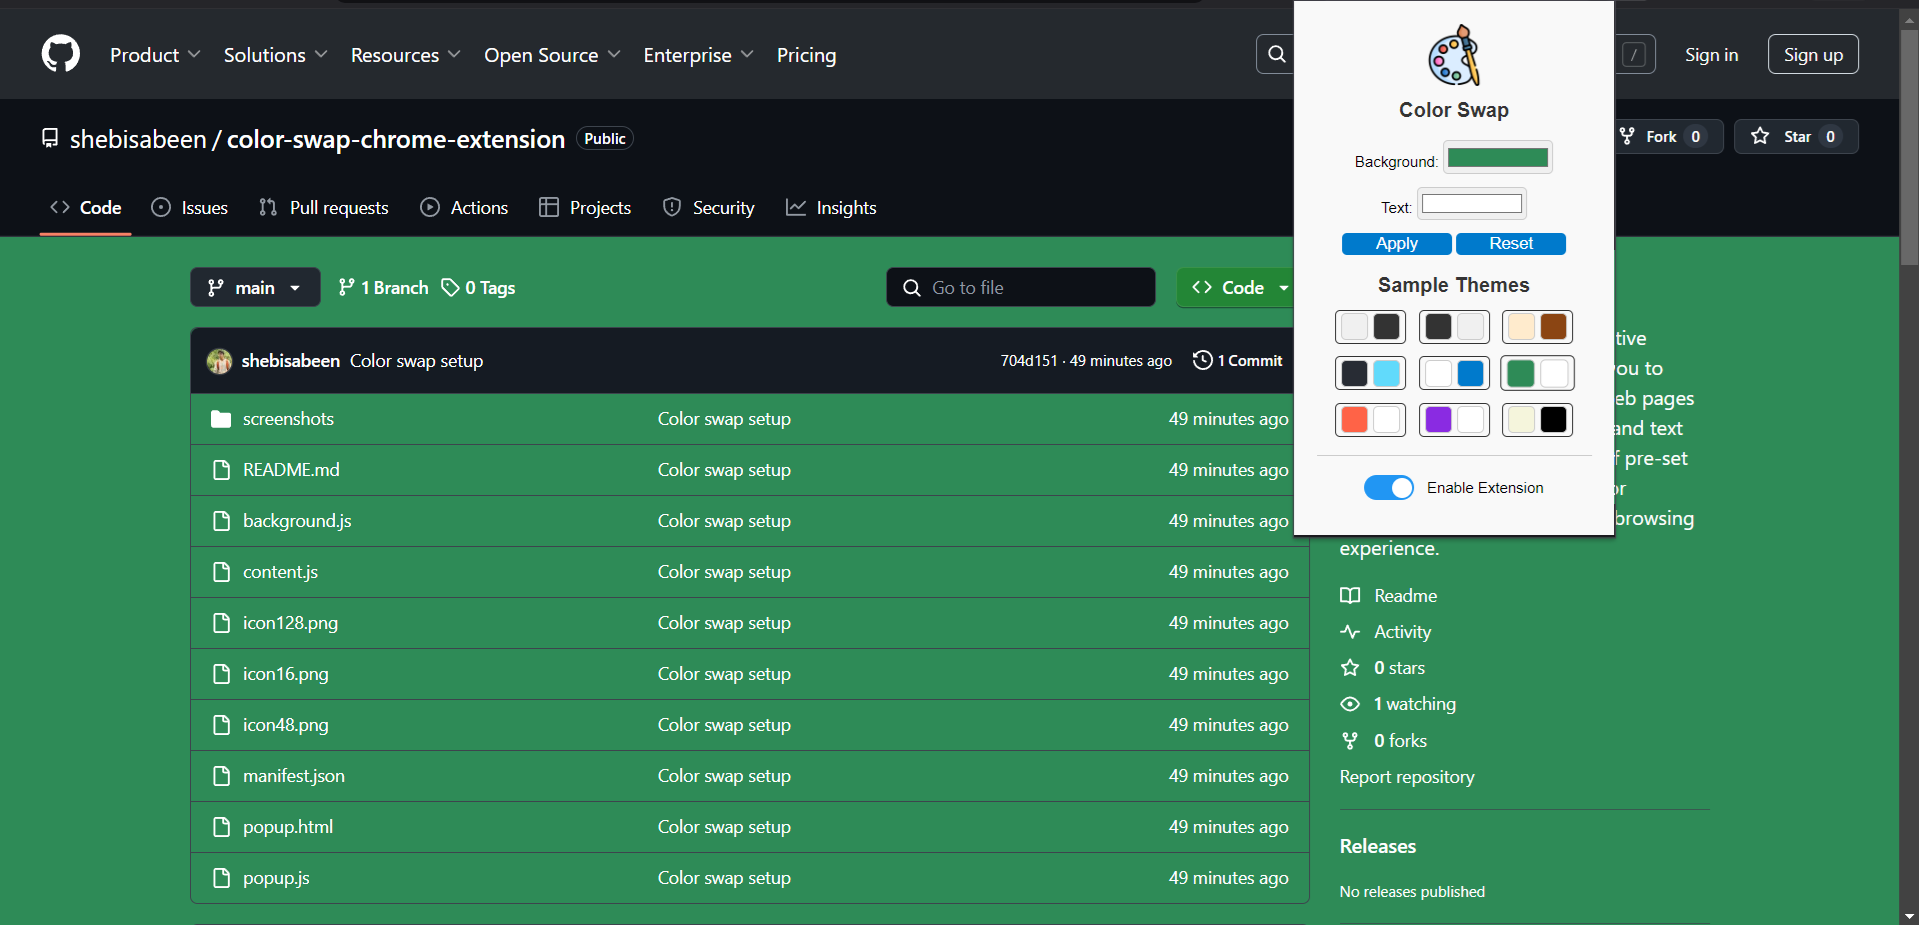 Product Solutions Resources Open Source Enterprise Pricing / Sign in Sign up
shebisabeen / color-swap-chrome-extension Public Fork 0 Star 0
Code Issues Pull requests Actions Projects Security Insights
main 1 Branch 0 Tags Go to file Code
shebisabeen Color swap setup 704d151 · 49 minutes ago 1 Commit
screenshots Color swap setup 49 minutes ago
README.md Color swap setup 49 minutes ago
background.js Color swap setup 49 minutes ago
content.js Color swap setup 49 minutes ago
icon128.png Color swap setup 49 minutes ago
icon16.png Color swap setup 49 minutes ago
icon48.png Color swap setup 49 minutes ago
manifest.json Color swap setup 49 minutes ago
popup.html Color swap setup 49 minutes ago
popup.js Color swap setup 49 minutes ago
Color Swap
Background:
Text:
Apply Reset
Sample Themes
Enable Extension
tive
ou to
eb pages
and text
f pre-set
or
browsing
experience.
Readme
Activity
0 stars
1 watching
0 forks
Report repository
Releases
No releases published